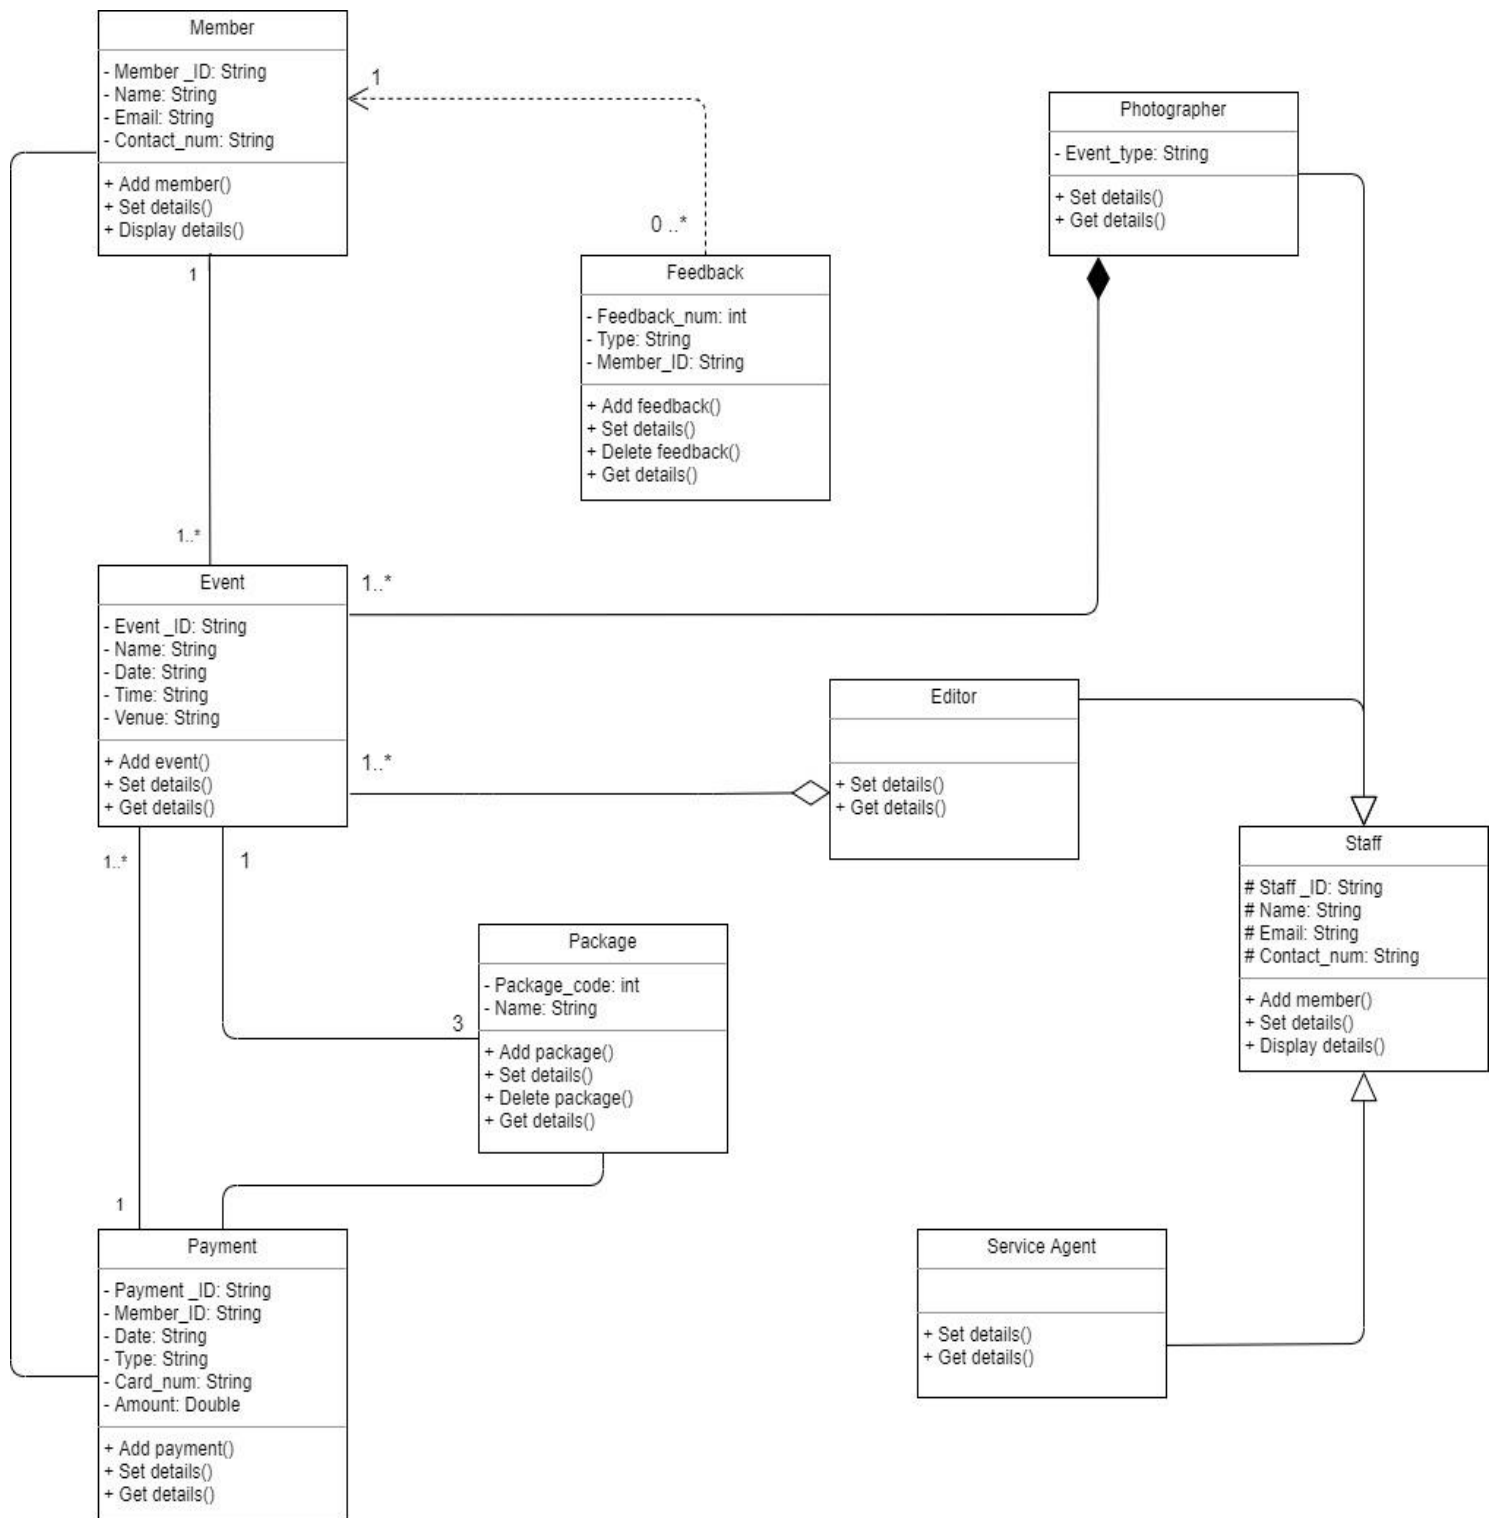 Member
- Member _ID: String
- Name: String
- Email: String
- Contact_num: String
+ Add member()
+ Set details()
+ Display details()
1
1
0 ..*
Photographer
- Event_type: String
+ Set details()
+ Get details()
Feedback
- Feedback_num: int
- Type: String
- Member_ID: String
+ Add feedback()
+ Set details()
+ Delete feedback()
+ Get details()
1..*
1..*
Event
- Event _ID: String
- Name: String
- Date: String
- Time: String
- Venue: String
+ Add event()
+ Set details()
+ Get details()
1..*
Editor
+ Set details()
+ Get details()
1..*
1
Staff
# Staff _ID: String
# Name: String
# Email: String
# Contact_num: String
+ Add member()
+ Set details()
+ Display details()
3
Package
- Package_code: int
- Name: String
+ Add package()
+ Set details()
+ Delete package()
+ Get details()
1
Payment
- Payment _ID: String
- Member_ID: String
- Date: String
- Type: String
- Card_num: String
- Amount: Double
+ Add payment()
+ Set details()
+ Get details()
Service Agent
+ Set details()
+ Get details()